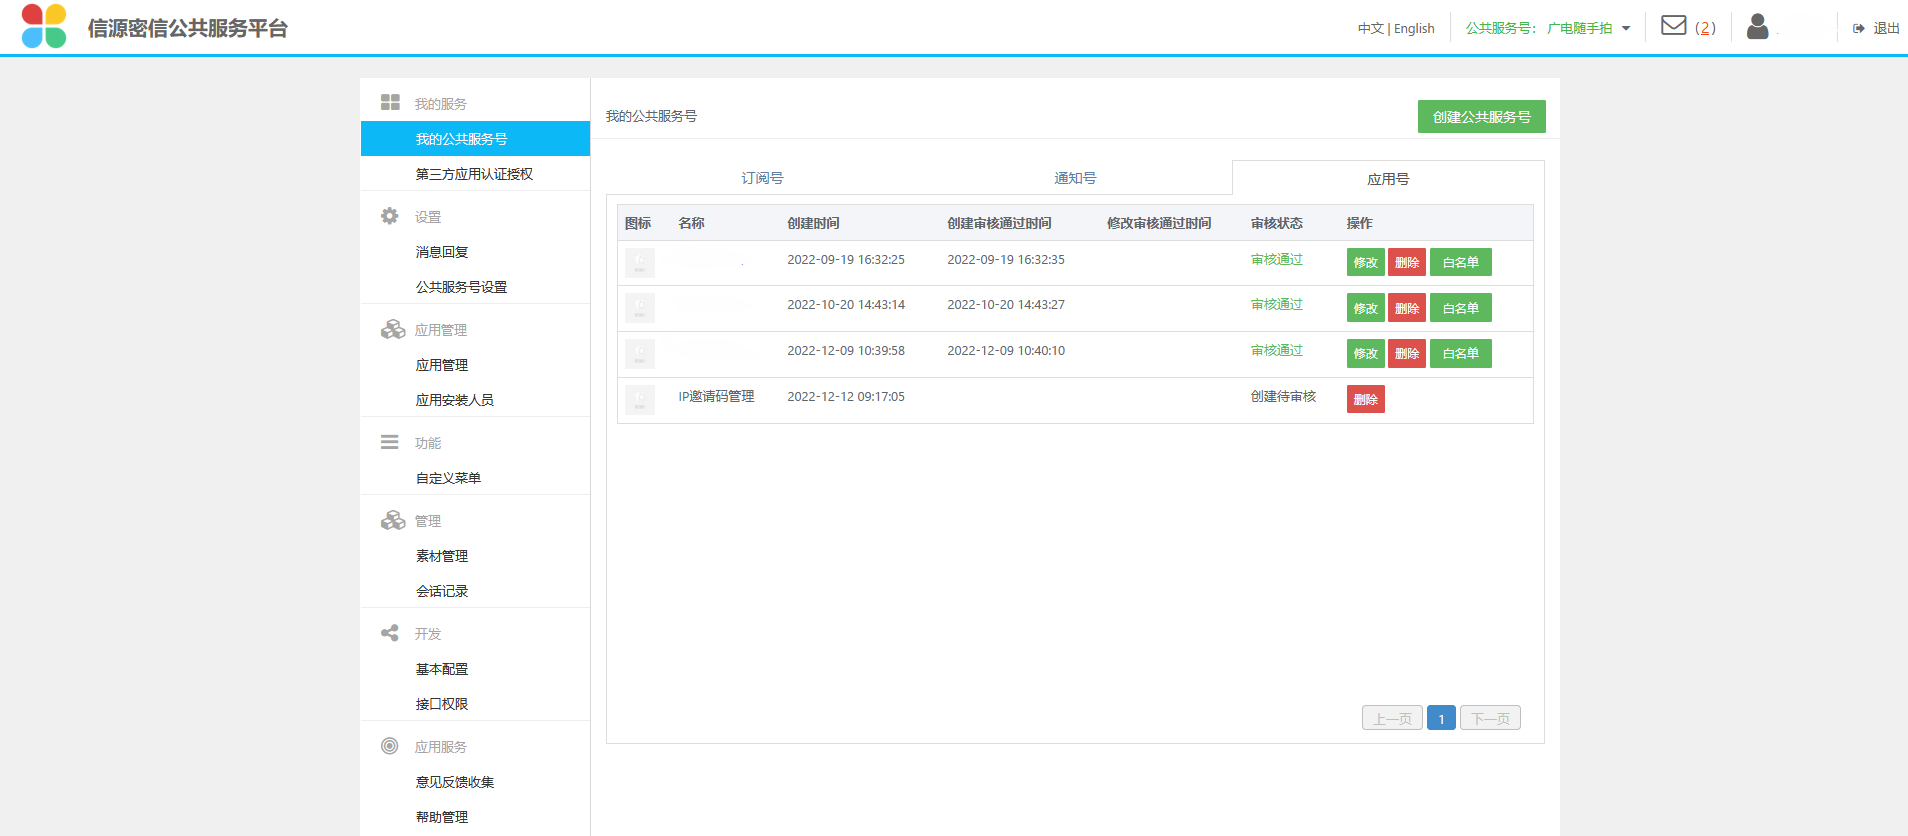 信源密信公共服务平台
中文 | English
公共服务号： 广电随手拍
(2)
退出
我的服务
我的公共服务号
第三方应用认证授权
设置
消息回复
公共服务号设置
应用管理
应用管理
应用安装人员
功能
自定义菜单
管理
素材管理
会话记录
开发
基本配置
接口权限
应用服务
意见反馈收集
帮助管理
我的公共服务号
创建公共服务号
订阅号 通知号 应用号
图标 名称 创建时间 创建审核通过时间 修改审核通过时间 审核状态 操作
2022-09-19 16:32:25 2022-09-19 16:32:35 审核通过 修改 删除 白名单
2022-10-20 14:43:14 2022-10-20 14:43:27 审核通过 修改 删除 白名单
2022-12-09 10:39:58 2022-12-09 10:40:10 审核通过 修改 删除 白名单
IP邀请码管理 2022-12-12 09:17:05 创建待审核 删除
上一页 1 下一页